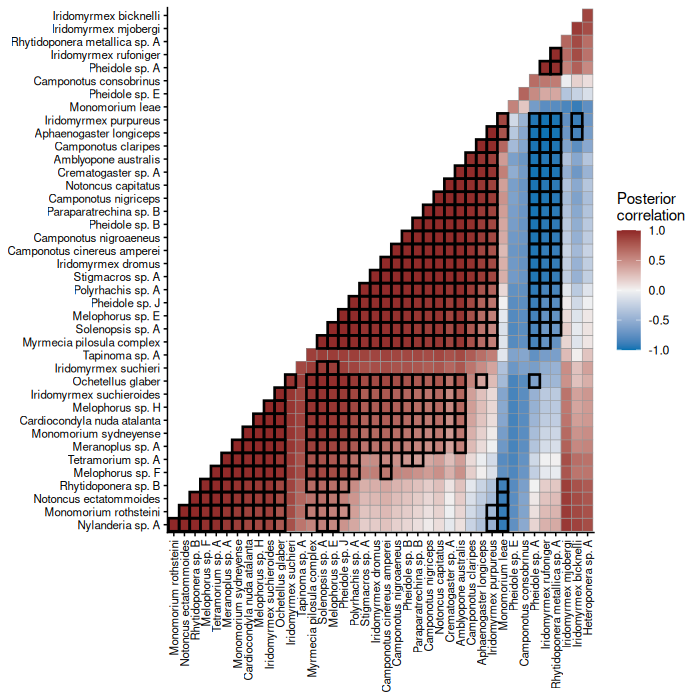 Iridomyrmex bicknelli
Iridomyrmex mjobergi
Rhytidoponera metallica sp. A
Iridomyrmex rufoniger
Pheidole sp. A
Camponotus consobrinus
Pheidole sp. E
Monomorium leae
Iridomyrmex purpureus
Aphaenogaster longiceps
Camponotus claripes
Amblyopone australis
Crematogaster sp. A
Notoncus capitatus
Camponotus nigriceps
Paraparatrechina sp. B
Pheidole sp. B
Camponotus nigroaeneus
Camponotus cinereus amperei
Iridomyrmex dromus
Stigmacros sp. A
Polyrhachis sp. A
Pheidole sp. J
Melophorus sp. E
Solenopsis sp. A
Myrmecia pilosula complex
Tapinoma sp. A
Iridomyrmex suchieri
Ochetellus glaber
Iridomyrmex suchieroides
Melophorus sp. H
Cardiocondyla nuda atalanta
Monomorium sydneyense
Meranoplus sp. A
Tetramorium sp. A
Melophorus sp. F
Rhytidoponera sp. B
Notoncus ectatommoides
Monomorium rothsteini
Nylanderia sp. A
Posterior
correlation
1.0
0.5
0.0
-0.5
-1.0
Monomorium rothsteini
Notoncus ectatommoides
Rhytidoponera sp. B
Melophorus sp. F
Tetramorium sp. A
Meranoplus sp. A
Monomorium sydneyense
Cardiocondyla nuda atalanta
Melophorus sp. H
Iridomyrmex suchieroides
Ochetellus glaber
Iridomyrmex suchieri
Tapinoma sp. A
Myrmecia pilosula complex
Solenopsis sp. A
Melophorus sp. E
Pheidole sp. J
Polyrhachis sp. A
Stigmacros sp. A
Iridomyrmex dromus
Camponotus cinereus amperei
Camponotus nigroaeneus
Pheidole sp. B
Paraparatrechina sp. B
Camponotus nigriceps
Notoncus capitatus
Crematogaster sp. A
Amblyopone australis
Camponotus claripes
Aphaenogaster longiceps
Iridomyrmex purpureus
Monomorium leae
Pheidole sp. E
Camponotus consobrinus
Pheidole sp. A
Iridomyrmex rufoniger
Rhytidoponera metallica sp. A
Iridomyrmex mjobergi
Iridomyrmex bicknelli
Heteroponera sp. A